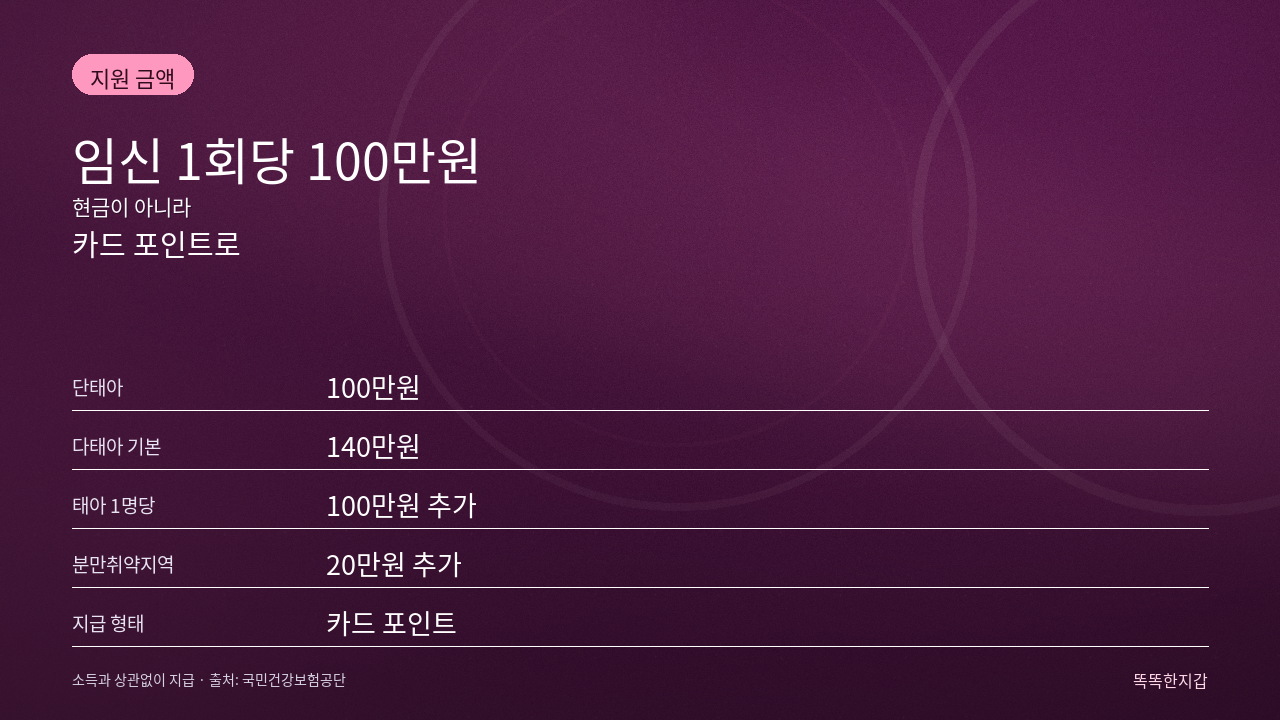 지원 금액
임신 1회당 100만원
현금이 아니라
카드 포인트로
단태아 100만원
다태아 기본 140만원
태아 1명당 100만원 추가
분만취약지역 20만원 추가
지급 형태 카드 포인트
소득과 상관없이 지급 · 출처: 국민건강보험공단 똑똑한지갑